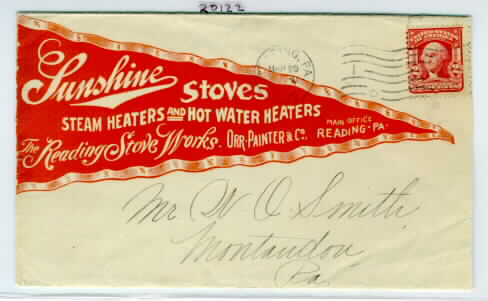 20122
Sunshine
Stoves
STEAM HEATERS AND HOT WATER HEATERS
The Reading Stove Works. ORR·PAINTER & Co. MAIN OFFICE READING·PA·
Mr W O Smith
Montandon
Pa